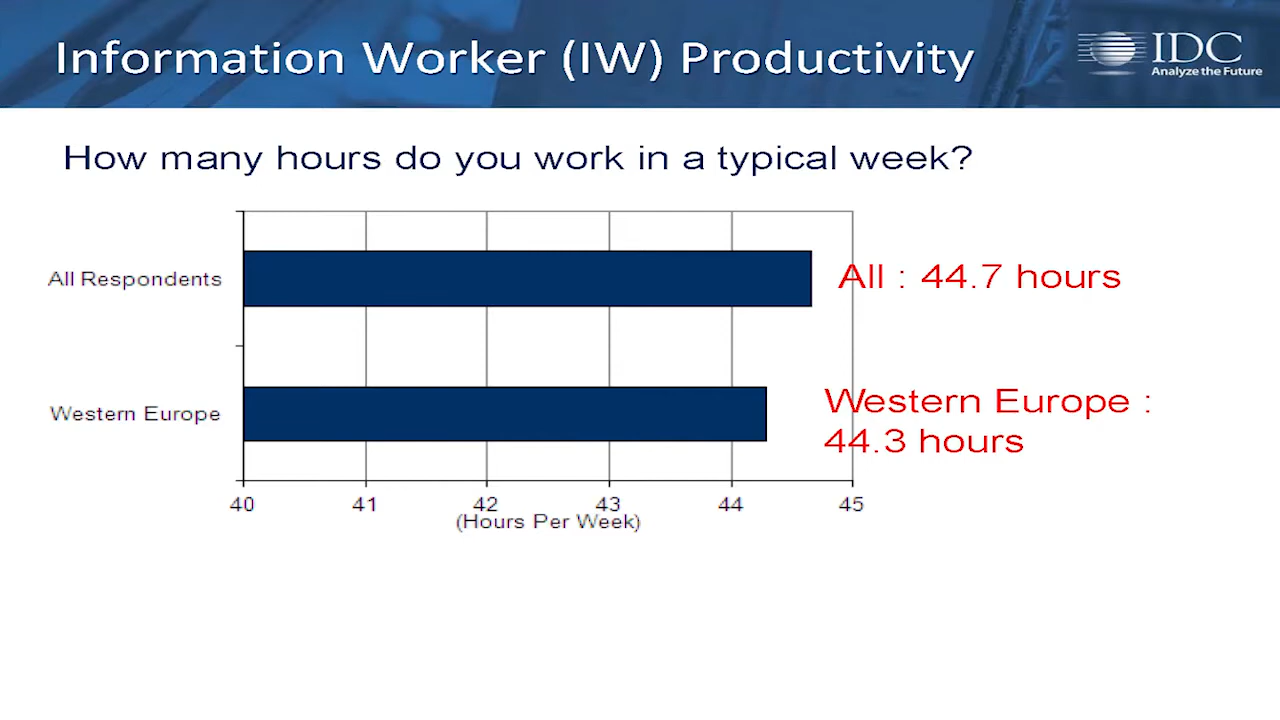 Information Worker (IW) Productivity
IDC
Analyze the Future
How many hours do you work in a typical week?
All Respondents
All : 44.7 hours
Western Europe
Western Europe :
44.3 hours
40 41 42 43 44 45
(Hours Per Week)